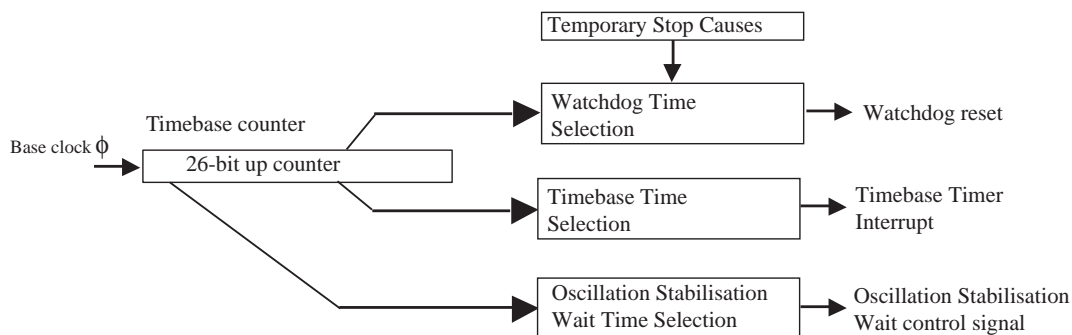 Temporary Stop Causes
Watchdog Time
Selection
Watchdog reset
Timebase counter
Base clock ϕ
26-bit up counter
Timebase Time
Selection
Timebase Timer
Interrupt
Oscillation Stabilisation
Wait Time Selection
Oscillation Stabilisation
Wait control signal